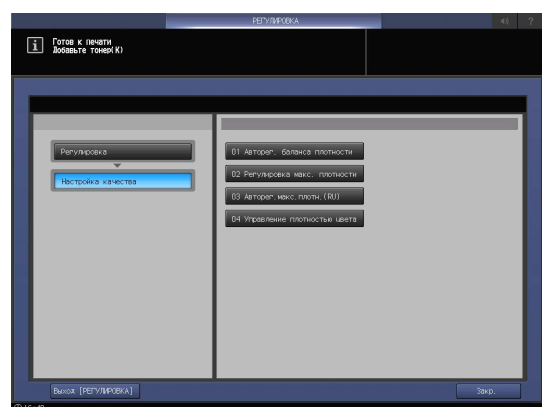 РЕГУЛИРОВКА
?
i
Готов к печати
Добавьте тонер(K)
Регулировка
Настройка качества
01 Авторег. баланса плотности
02 Регулировка макс. плотности
03 Авторег.макс.плотн.(RU)
04 Управление плотностью цвета
Выход [РЕГУЛИРОВКА]
Закр.